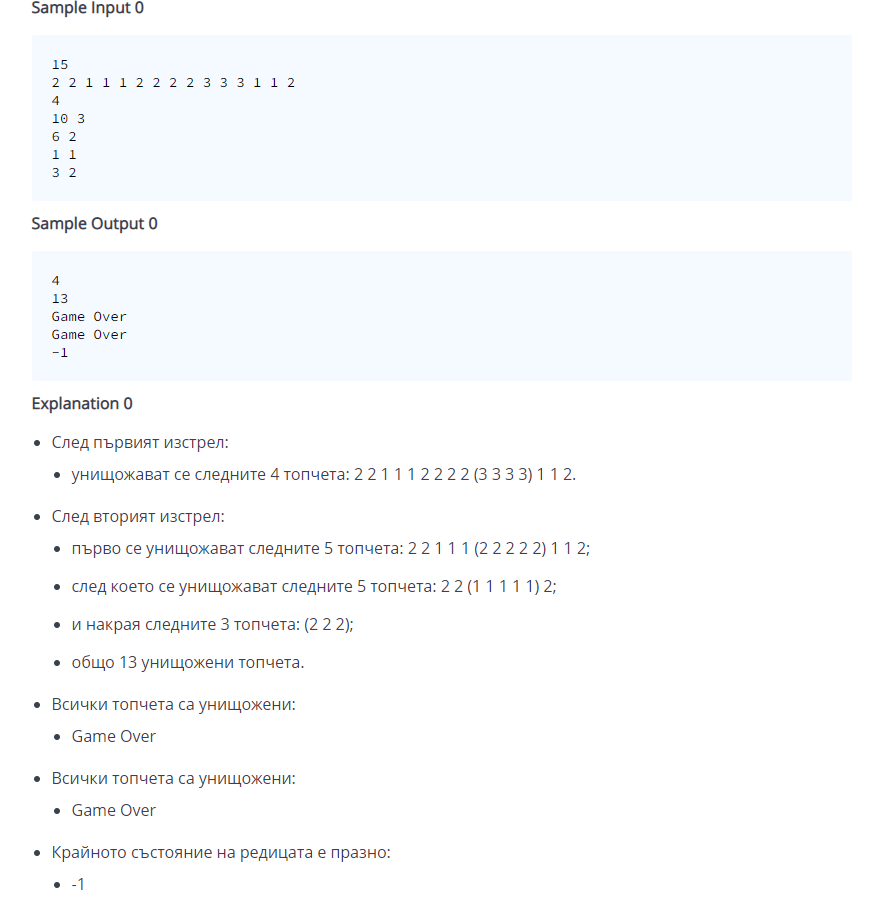 Sample Input 0
15
2 2 1 1 1 2 2 2 2 3 3 3 1 1 2
4
10 3
6 2
1 1
3 2
Sample Output 0
4
13
Game Over
Game Over
-1
Explanation 0
След първият изстрел:
унищожават се следните 4 топчета: 2 2 1 1 1 2 2 2 2 (3 3 3 3) 1 1 2.
След вторият изстрел:
първо се унищожават следните 5 топчета: 2 2 1 1 1 (2 2 2 2 2) 1 1 2;
след което се унищожават следните 5 топчета: 2 2 (1 1 1 1 1) 2;
и накрая следните 3 топчета: (2 2 2);
общо 13 унищожени топчета.
Всички топчета са унищожени:
Game Over
Всички топчета са унищожени:
Game Over
Крайното състояние на редицата е празно:
-1